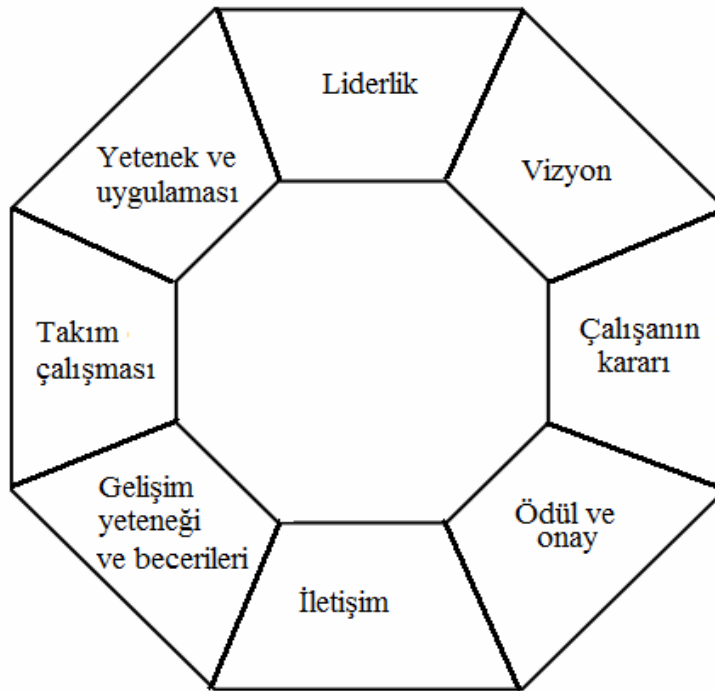 Liderlik
Vizyon
Çalışanın
kararı
Ödül ve
onay
İletişim
Gelişim
yeteneği
ve becerileri
Takım
çalışması
Yetenek ve
uygulaması